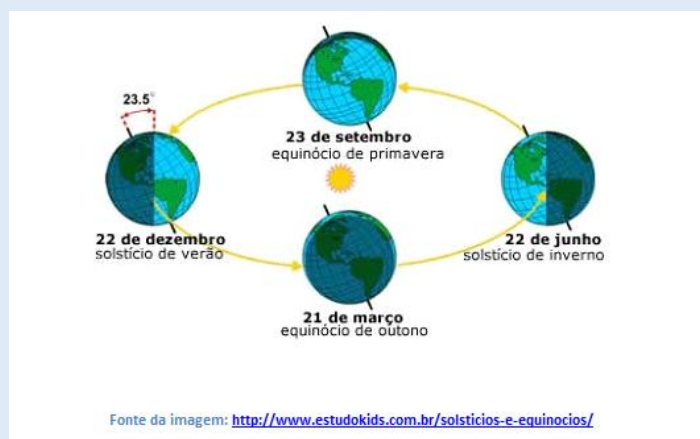 23.5°
23 de setembro
equinócio de primavera
22 de dezembro
solstício de verão
22 de junho
solstício de inverno
21 de março
equinócio de outono
Fonte da imagem: http://www.estudokids.com.br/solsticios-e-equinocios/